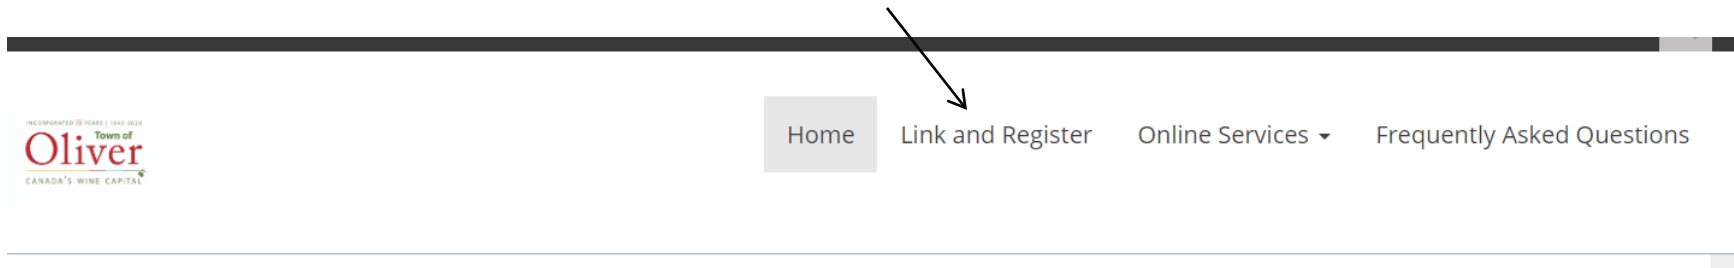 INCORPORATED 75 YEARS | 1945-2020
Town of
Oliver
CANADA'S WINE CAPITAL
Home
Link and Register
Online Services
Frequently Asked Questions